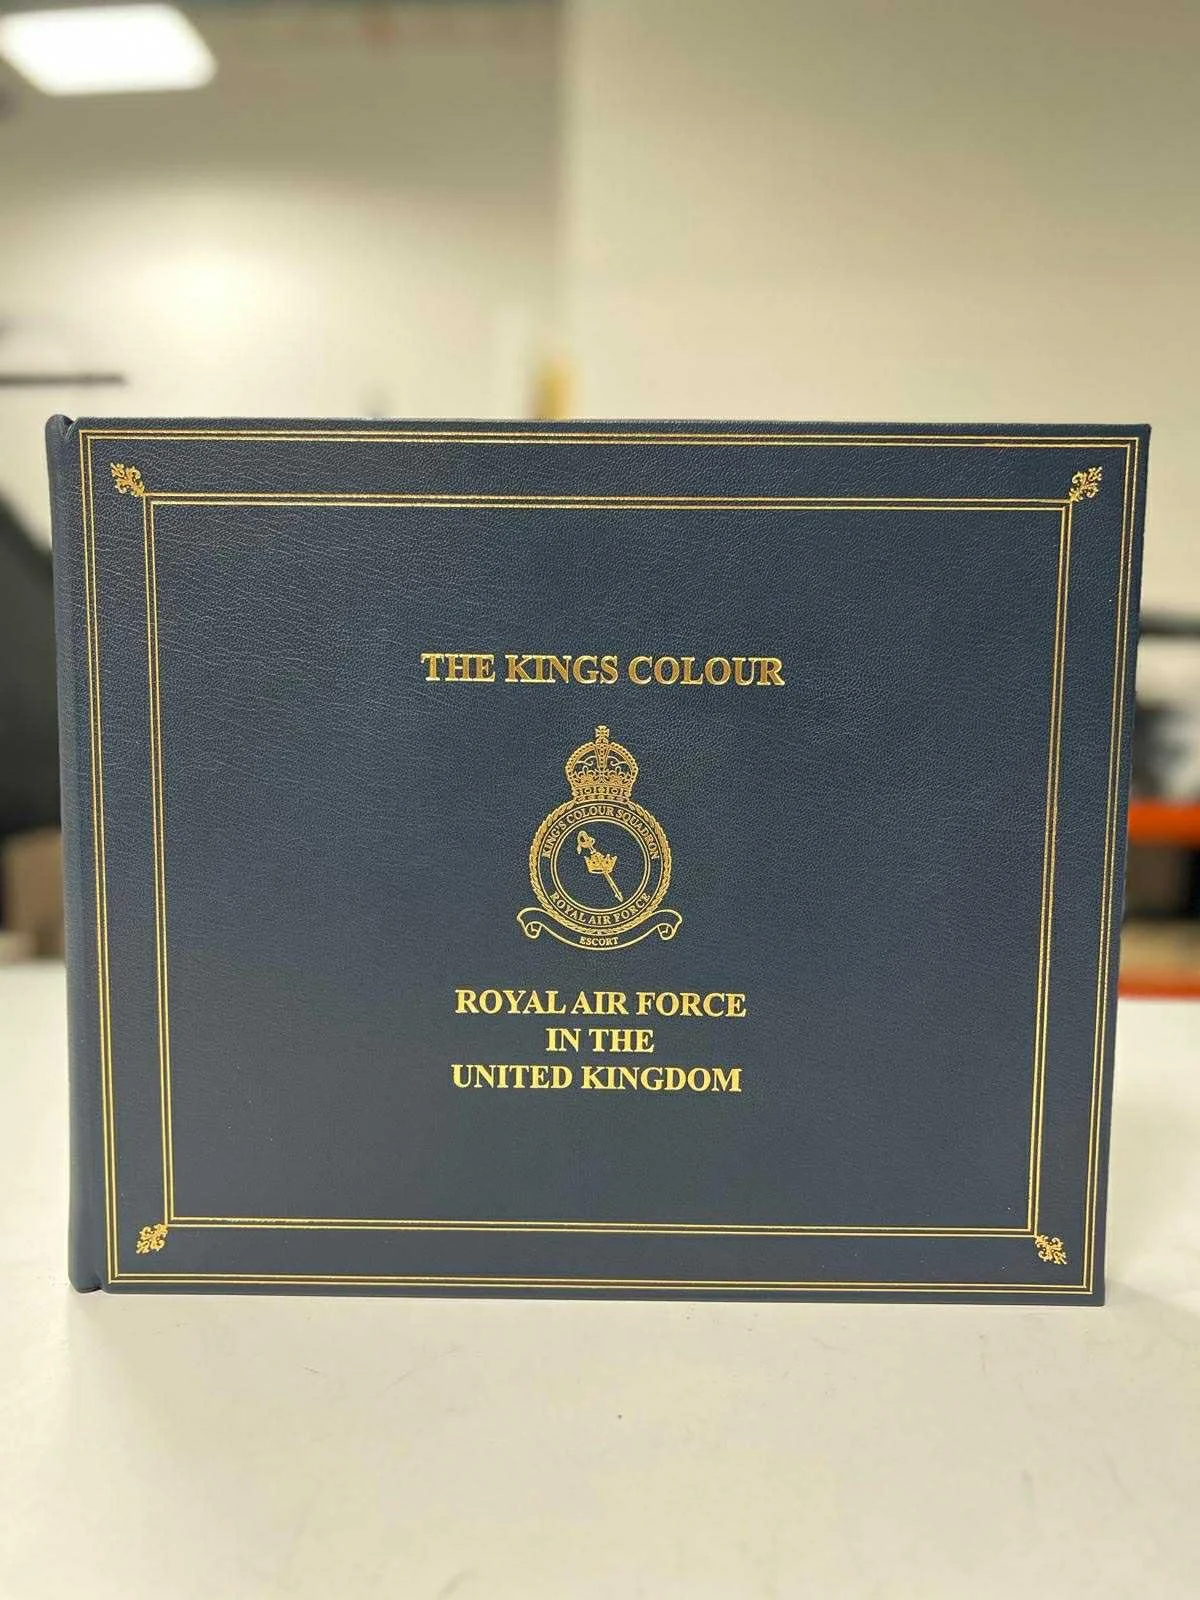 THE KINGS COLOUR
KING'S COLOUR SQUADRON
ROYAL AIR FORCE
ESCORT
ROYAL AIR FORCE
IN THE
UNITED KINGDOM